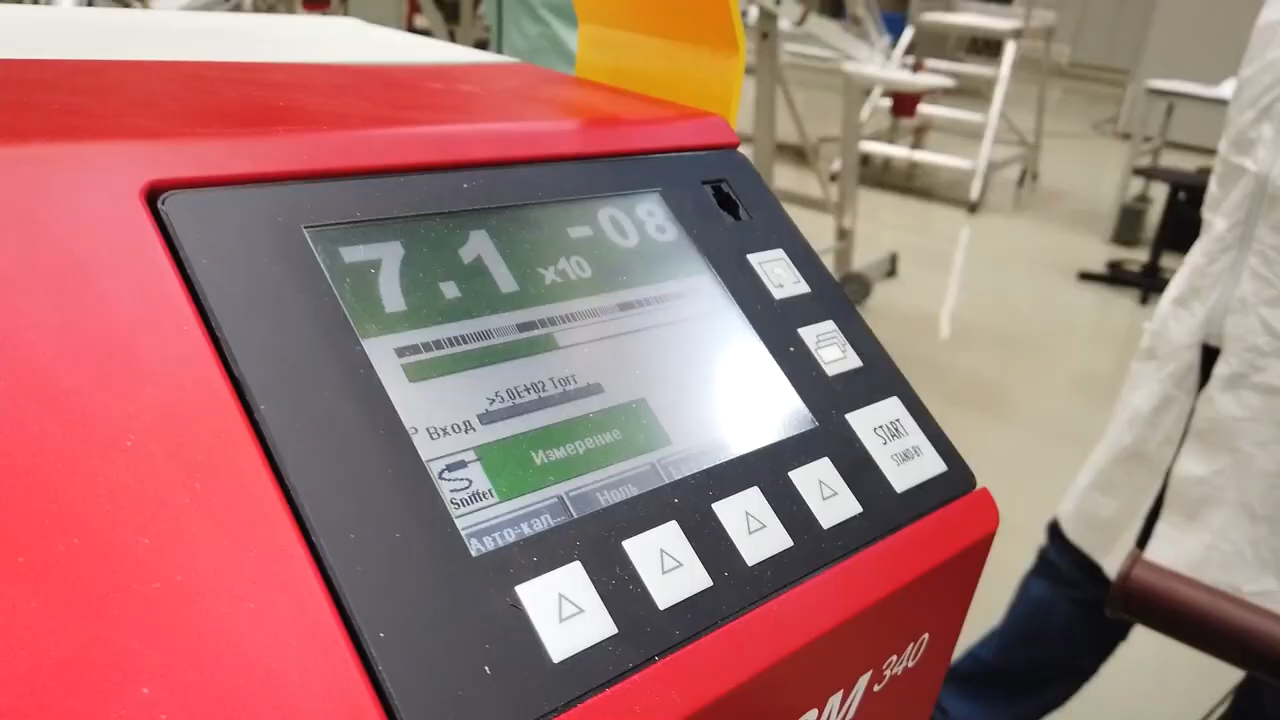 7.1 x10 -08
>5.0E+02 Torr
P Вход
Измерение
Sniffer
Авто-кал... Ноль
START
STAND-BY
340